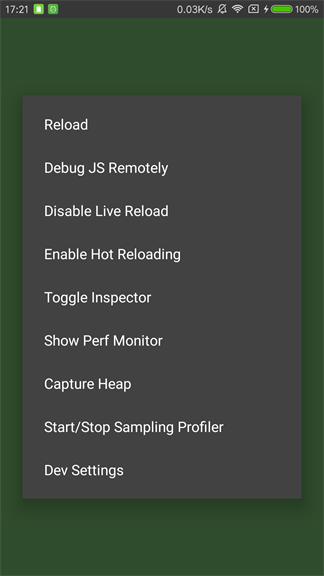 17:21 0.03K/s 100%
Reload
Debug JS Remotely
Disable Live Reload
Enable Hot Reloading
Toggle Inspector
Show Perf Monitor
Capture Heap
Start/Stop Sampling Profiler
Dev Settings